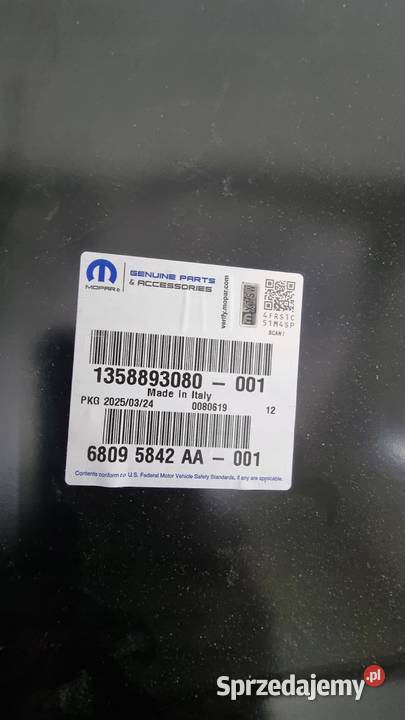 MOPAR®
GENUINE PARTS
& ACCESSORIES
verify.mopar.com
4FRS1C
51M4SP
SCAN!
1358893080 - 001
Made in Italy
PKG 2025/03/24 0080619 12
6809 5842 AA - 001
Contents conform to U.S. Federal Motor Vehicle Safety Standards, if any are applicable.
Sprzedajemy.pl